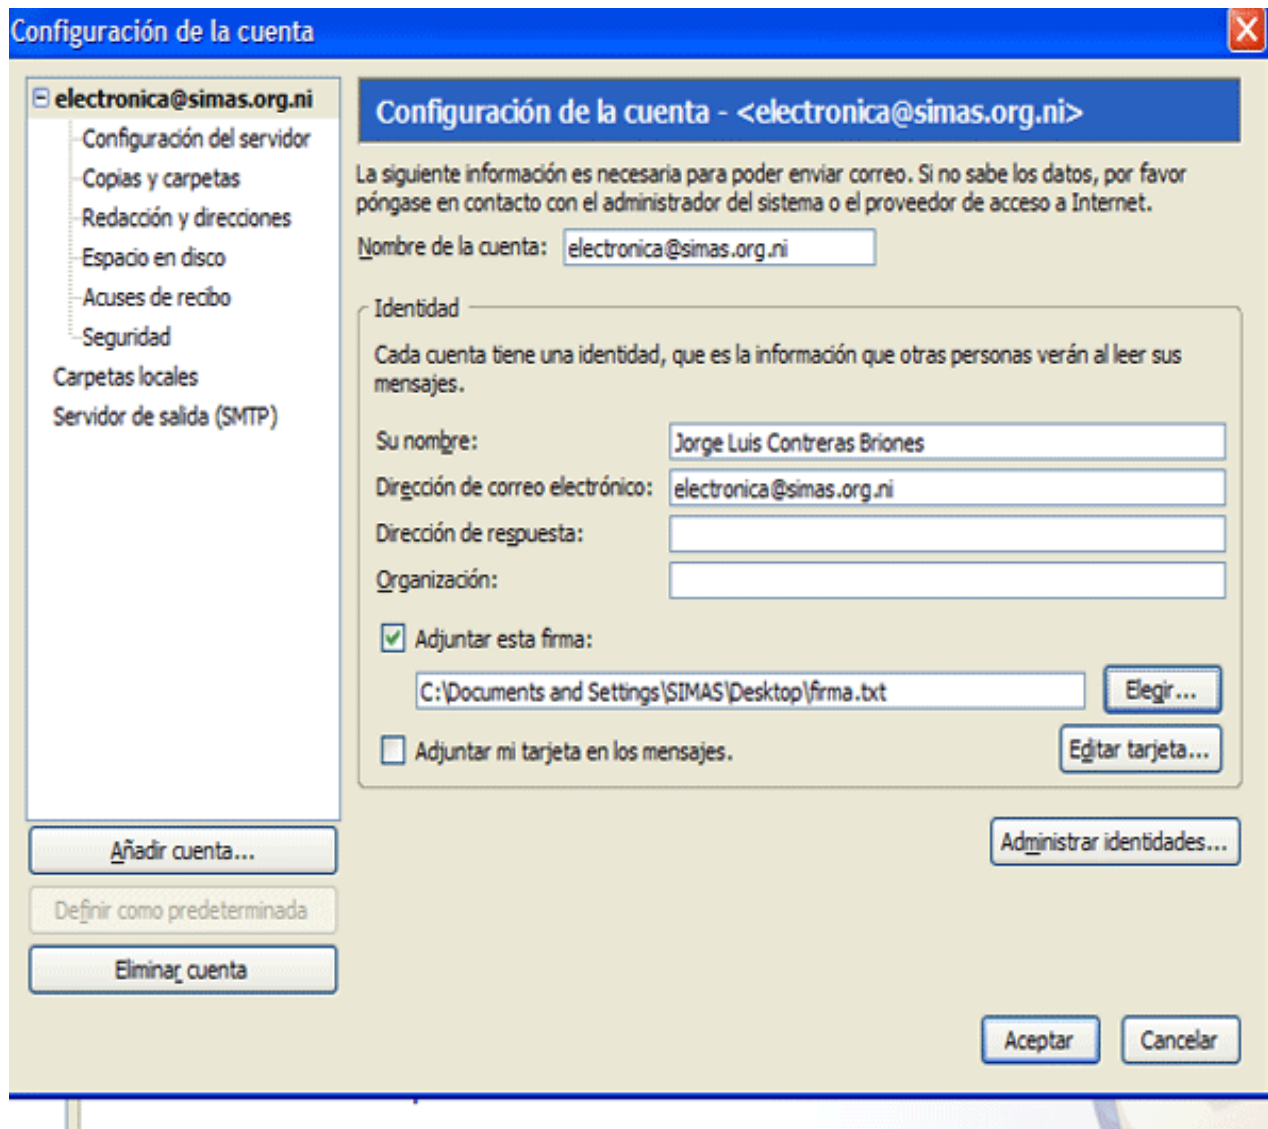 Configuración de la cuenta
electronica@simas.org.ni
Configuración del servidor
Copias y carpetas
Redacción y direcciones
Espacio en disco
Acuses de recibo
Seguridad
Carpetas locales
Servidor de salida (SMTP)
Añadir cuenta...
Definir como predeterminada
Eliminar cuenta
Configuración de la cuenta - <electronica@simas.org.ni>
La siguiente información es necesaria para poder enviar correo. Si no sabe los datos, por favor
póngase en contacto con el administrador del sistema o el proveedor de acceso a Internet.
Nombre de la cuenta: electronica@simas.org.ni
Identidad
Cada cuenta tiene una identidad, que es la información que otras personas verán al leer sus
mensajes.
Su nombre: Jorge Luis Contreras Briones
Dirección de correo electrónico: electronica@simas.org.ni
Dirección de respuesta:
Organización:
Adjuntar esta firma:
C:\Documents and Settings\SIMAS\Desktop\firma.txt Elegir...
Adjuntar mi tarjeta en los mensajes. Editar tarjeta...
Administrar identidades...
Aceptar Cancelar